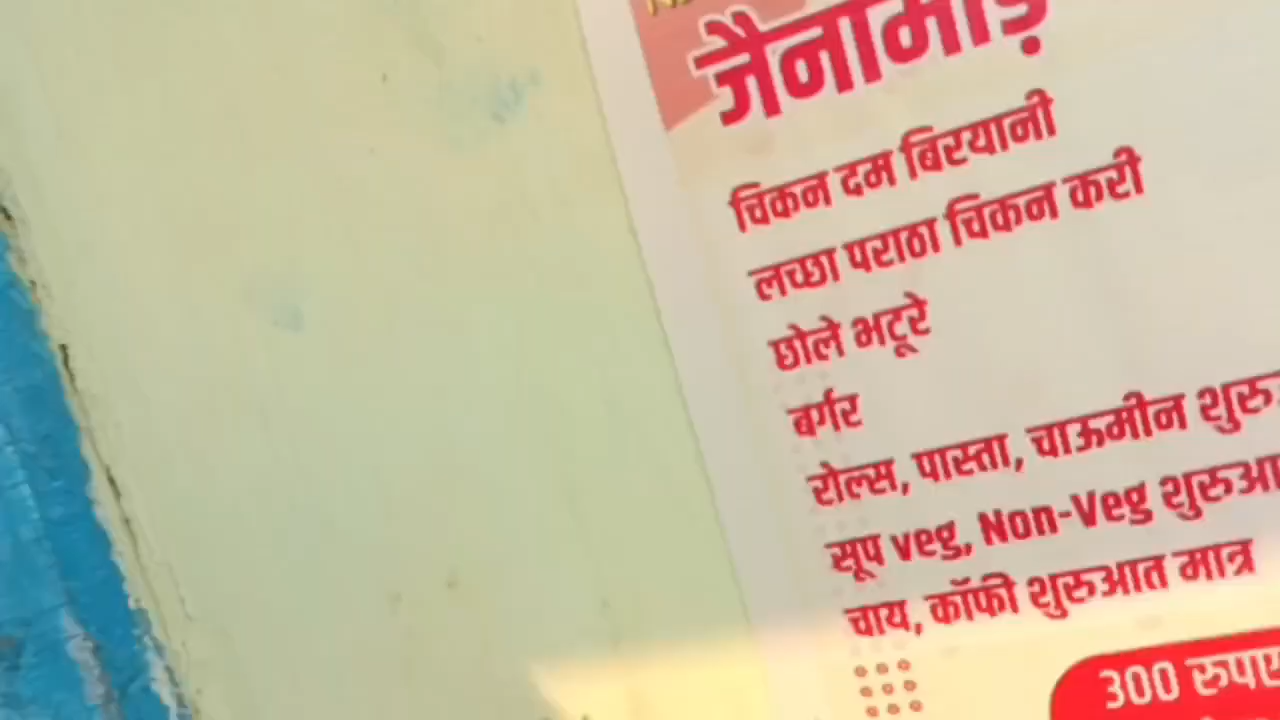 जैनामोड़
चिकन दम बिरयानी
लच्छा पराठा चिकन करी
छोले भटूरे
बर्गर
रोल्स, पास्ता, चाऊमीन
सूप veg, Non-Veg
चाय, कॉफी शुरुआत मात्र
300